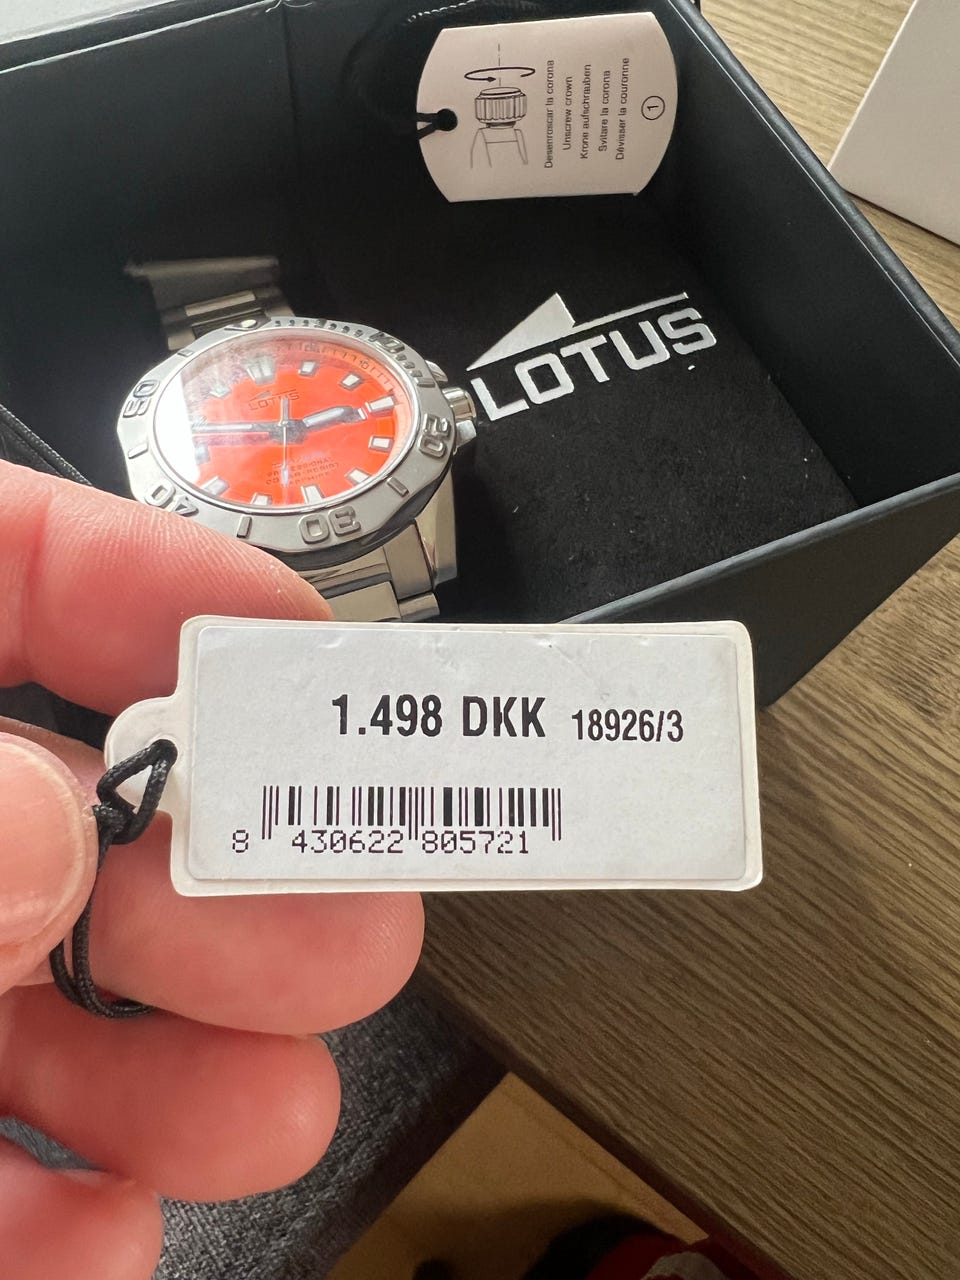 Desenroscar la corona
Unscrew crown
Krone aufschrauben
Svitare la corona
Dévisser la couronne
1
LOTUS
LOTUS
20
30
40
50
1.498 DKK 18926/3
8 430622 805721